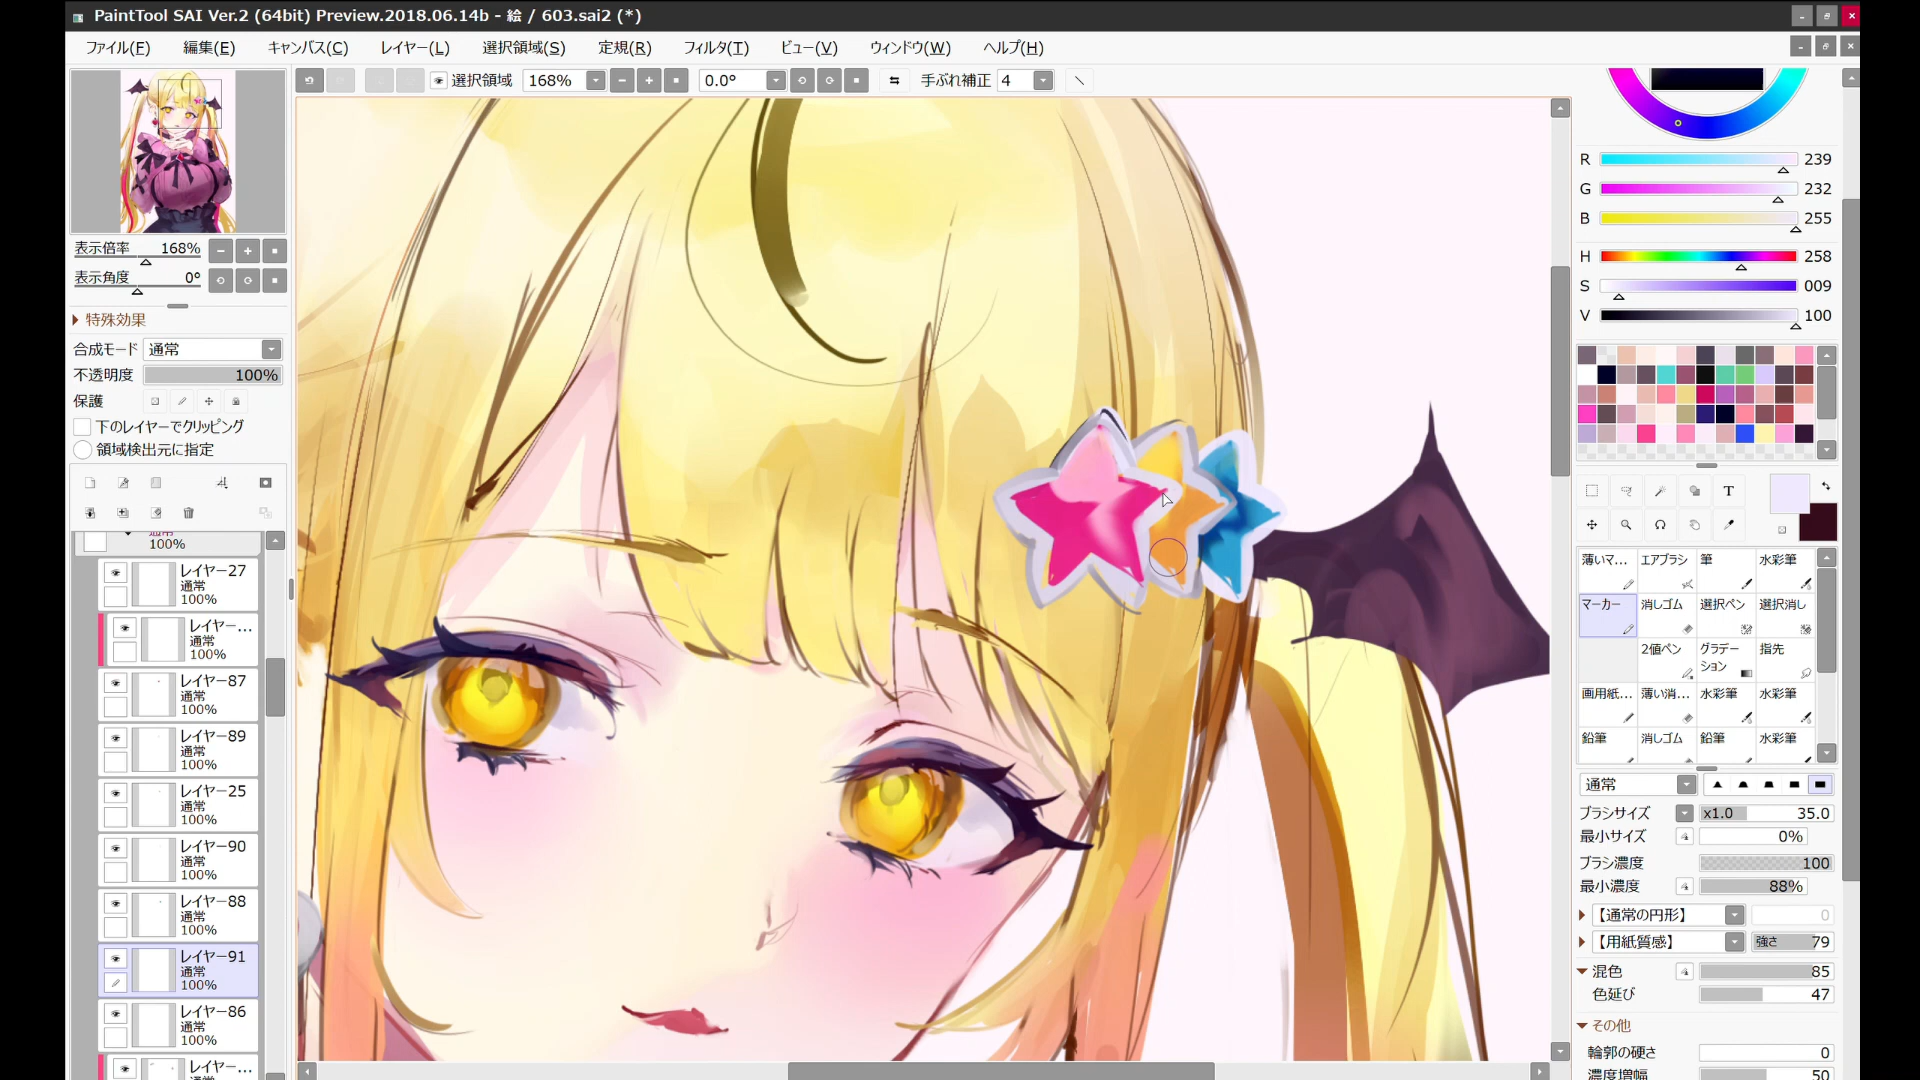 PaintTool SAI Ver.2 (64bit) Preview.2018.06.14b - 絵 / 603.sai2 (*)
ファイル(F) 編集(E) キャンバス(C) レイヤー(L) 選択領域(S) 定規(R) フィルタ(T) ビュー(V) ウィンドウ(W) ヘルプ(H)
選択領域 168% 0.0° 手ぶれ補正 4
表示倍率 168%
表示角度 0°
特殊効果
合成モード 通常
不透明度 100%
保護
下のレイヤーでクリッピング
領域検出元に指定
通常
100%
レイヤー27
通常
100%
レイヤー...
通常
100%
レイヤー87
通常
100%
レイヤー89
通常
100%
レイヤー25
通常
100%
レイヤー90
通常
100%
レイヤー88
通常
100%
レイヤー91
通常
100%
レイヤー86
通常
100%
レイヤー...
R 239
G 232
B 255
H 258
S 009
V 100
T
薄いマ... エアブラシ 筆 水彩筆
マーカー 消しゴム 選択ペン 選択消し
2値ペン グラデー
ション 指先
画用紙... 薄い消... 水彩筆 水彩筆
鉛筆 消しゴム 鉛筆 水彩筆
通常
ブラシサイズ x1.0 35.0
最小サイズ 0%
ブラシ濃度 100
最小濃度 88%
【通常の円形】 0
【用紙質感】 強さ 79
混色 85
色延び 47
その他
輪郭の硬さ 0
濃度増幅 50